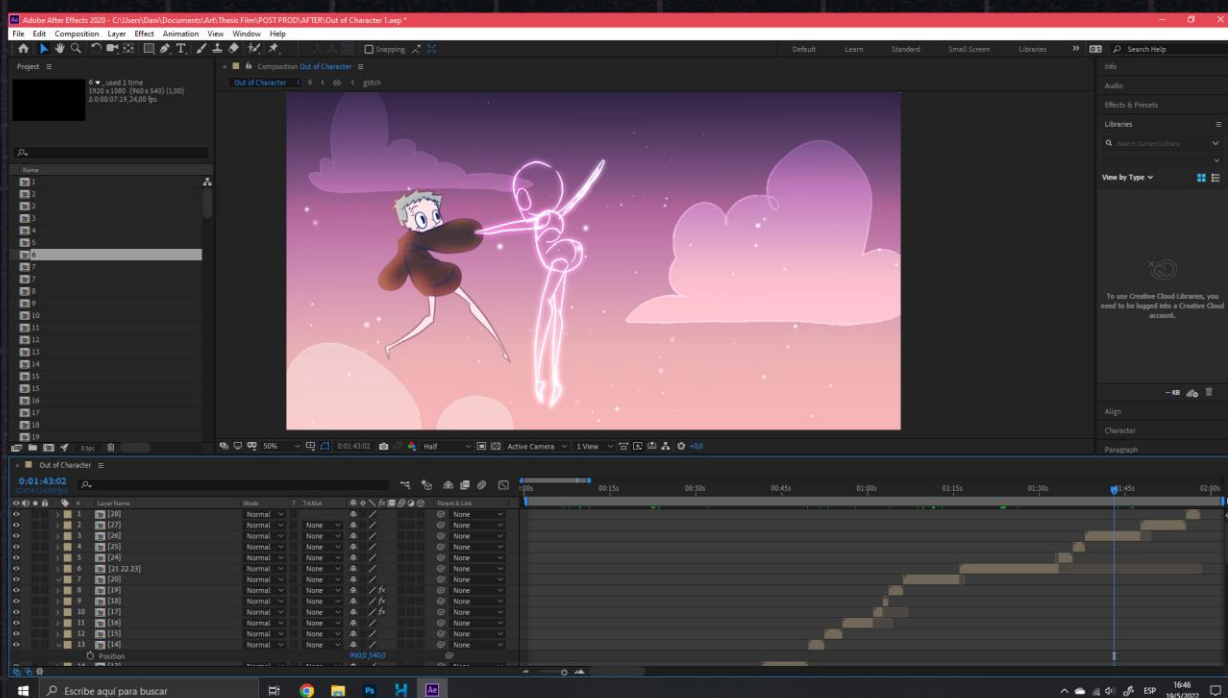 Adobe After Effects 2020 - C:\Users\Dani\Documents\Art\Thesis Film\POST PROD\AFTER\Out of Character 1.aep *
File Edit Composition Layer Effect Animation View Window Help
Snapping Default Learn Standard Small Screen Libraries Search Help
Project Composition Out of Character Info
6 , used 1 time Out of Character 6 6b glitch
1920 x 1080 (960 x 540) (1,00)
Δ 0:00:07:19, 24,00 fps
Audio
Effects & Presets
Libraries
Search Current Library
Name
View by Type
1
2
2
3
4
5
6
7
7
8
9
10
11
12
13
14
15
15
16
17
18
19
To use Creative Cloud Libraries, you
need to be logged into a Creative Cloud
account.
-- KB
Align
Character
Paragraph
8 bpc 50% 0:01:43:02 Half Active Camera 1 View +0,0
Out of Character
0:01:43:02
:00s 00:15s 00:30s 00:45s 01:00s 01:15s 01:30s 01:45s 02:00s
Layer Name Mode T TrkMat Parent & Link
1 [28] Normal None
2 [27] Normal None None
3 [26] Normal None None
4 [25] Normal None None
5 [24] Normal None None
6 [21 22 23] Normal None None
7 [20] Normal None None
8 [19] Normal None fx None
9 [18] Normal None fx None
10 [17] Normal None fx None
11 [16] Normal None None
12 [15] Normal None None
13 [14] Normal None None
Position 960,0,540,0
Escribe aquí para buscar Ps Ae ESP 16:46
19/5/2022